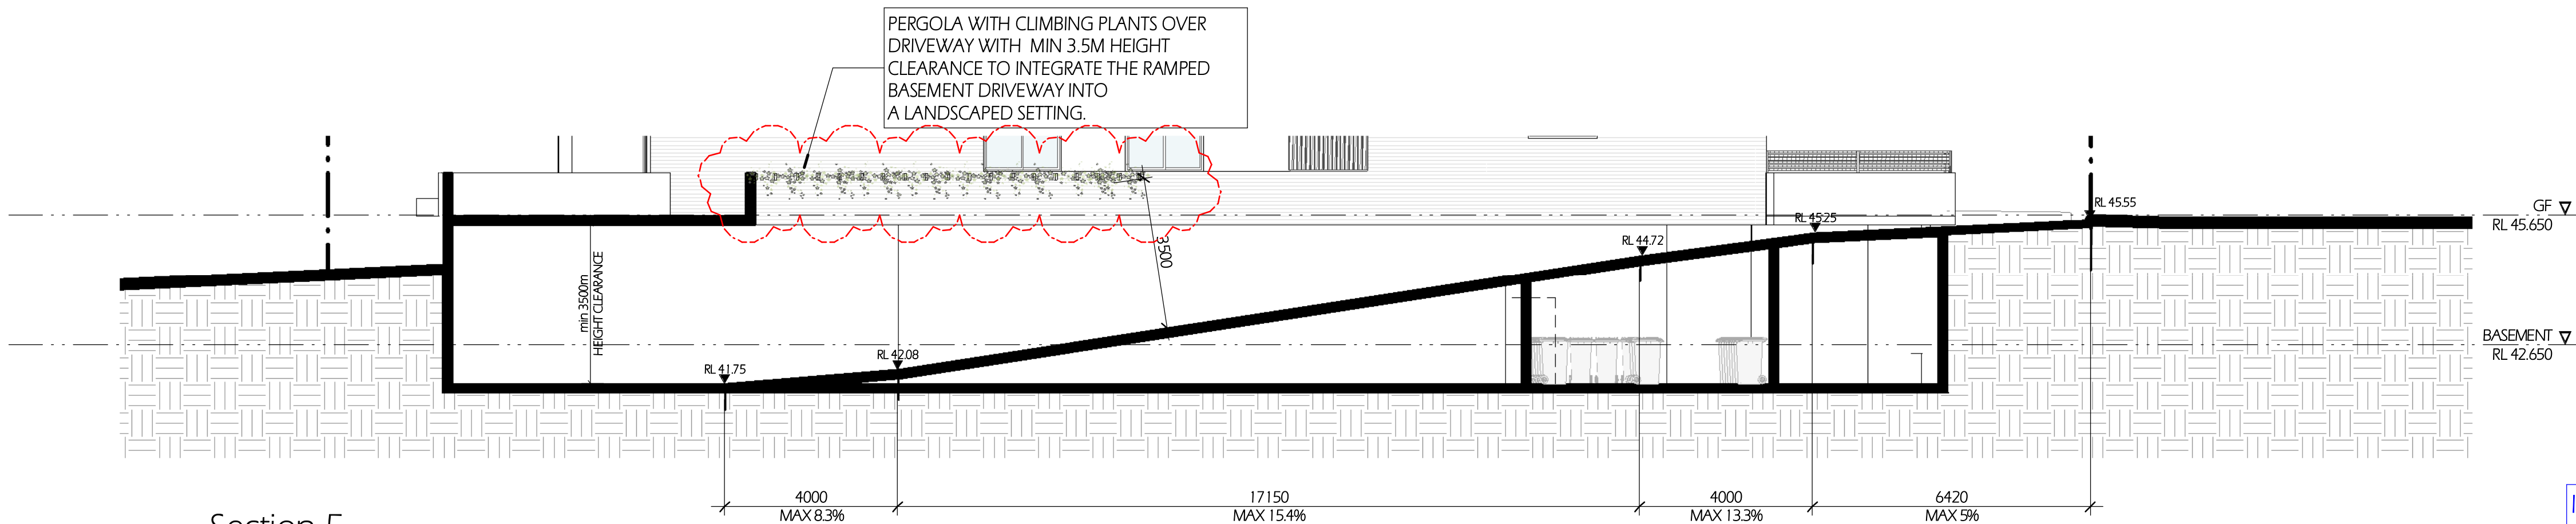 PERGOLA WITH CLIMBING PLANTS OVER
DRIVEWAY WITH MIN 3.5M HEIGHT
CLEARANCE TO INTEGRATE THE RAMPED
BASEMENT DRIVEWAY INTO
A LANDSCAPED SETTING.
RL 45.55
GF
RL 45.650
RL 45.25
RL 44.72
3500
min 3500m
HEIGHT CLEARANCE
BASEMENT
RL 42.650
RL 42.08
RL 41.75
4000
MAX 8.3%
17150
MAX 15.4%
4000
MAX 13.3%
6420
MAX 5%
Section